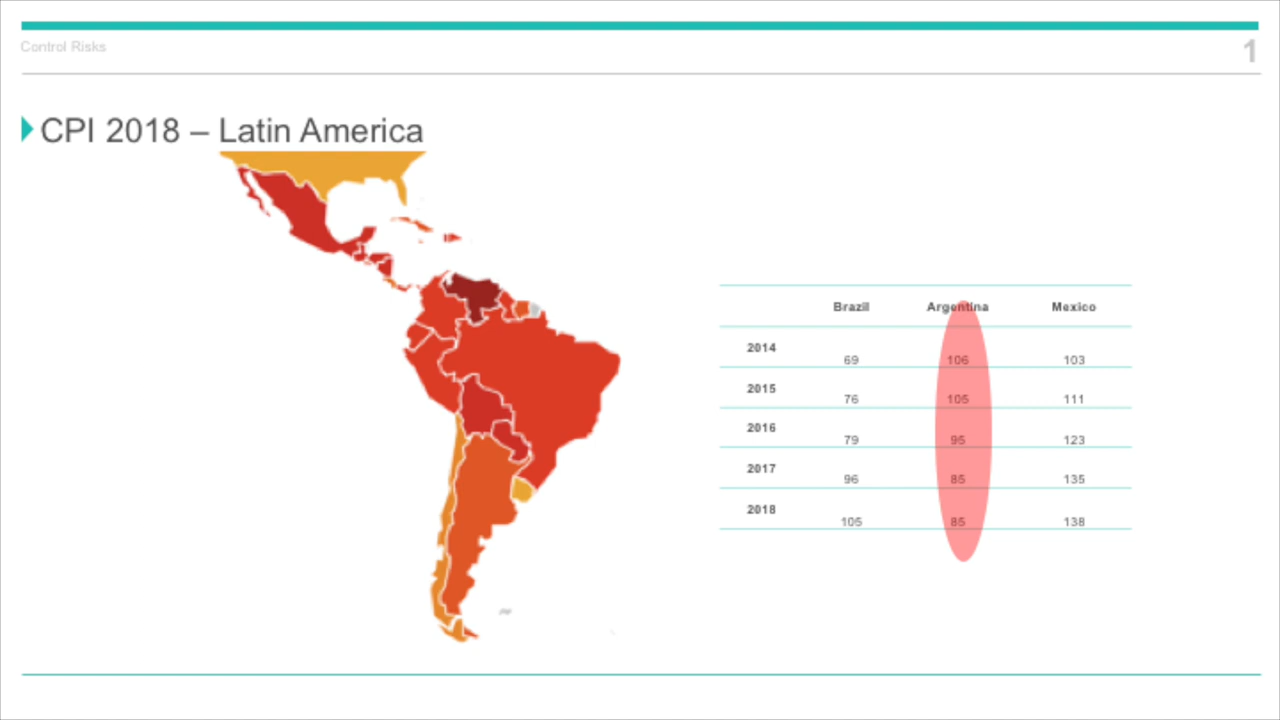 Control Risks
1
CPI 2018 – Latin America
Brazil Argentina Mexico
2014 69 106 103
2015 76 105 111
2016 79 95 123
2017 96 85 135
2018 105 85 138